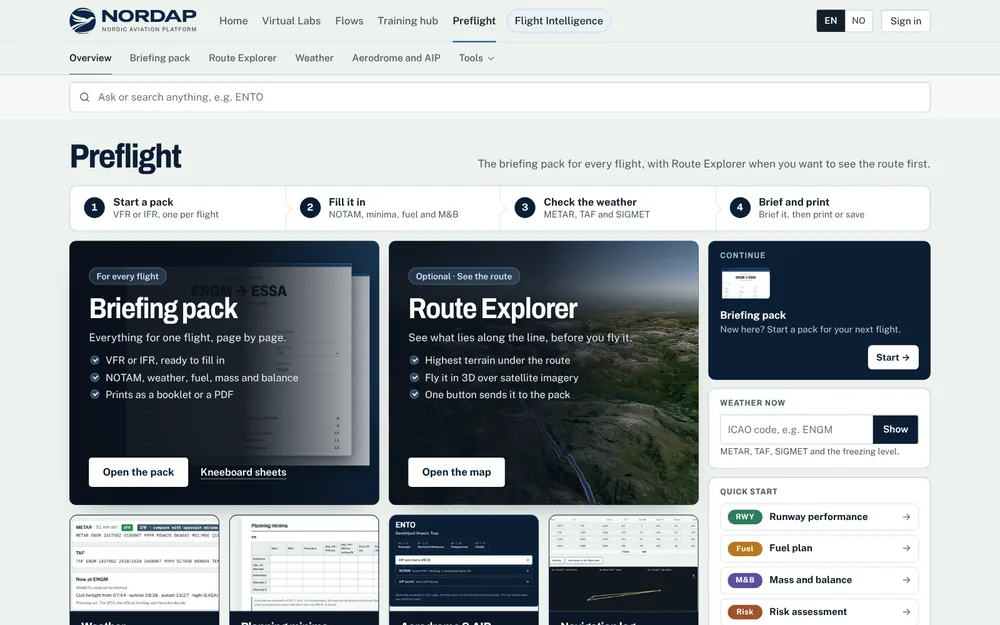 NORDAP
NORDIC AVIATION PLATFORM
Home
Virtual Labs
Flows
Training hub
Preflight
Flight Intelligence
EN
NO
Sign in
Overview
Briefing pack
Route Explorer
Weather
Aerodrome and AIP
Tools
Ask or search anything, e.g. ENTO
Preflight
The briefing pack for every flight, with Route Explorer when you want to see the route first.
1
Start a pack
VFR or IFR, one per flight
2
Fill it in
NOTAM, minima, fuel and M&B
3
Check the weather
METAR, TAF and SIGMET
4
Brief and print
Brief it, then print or save
For every flight
ENGM → ESSA
Briefing pack
Everything for one flight, page by page.
VFR or IFR, ready to fill in
NOTAM, weather, fuel, mass and balance
Prints as a booklet or a PDF
Open the pack
Kneeboard sheets
Optional · See the route
Route Explorer
See what lies along the line, before you fly it.
Highest terrain under the route
Fly it in 3D over satellite imagery
One button sends it to the pack
Open the map
CONTINUE
Briefing pack
New here? Start a pack for your next flight.
Start →
WEATHER NOW
ICAO code, e.g. ENGM
Show
METAR, TAF, SIGMET and the freezing level.
QUICK START
RWY
Runway performance
→
Fuel
Fuel plan
→
M&B
Mass and balance
→
Risk
Risk assessment
→
METAR
TAF
Now at ENGM
Planning minima
IFR
ENTO